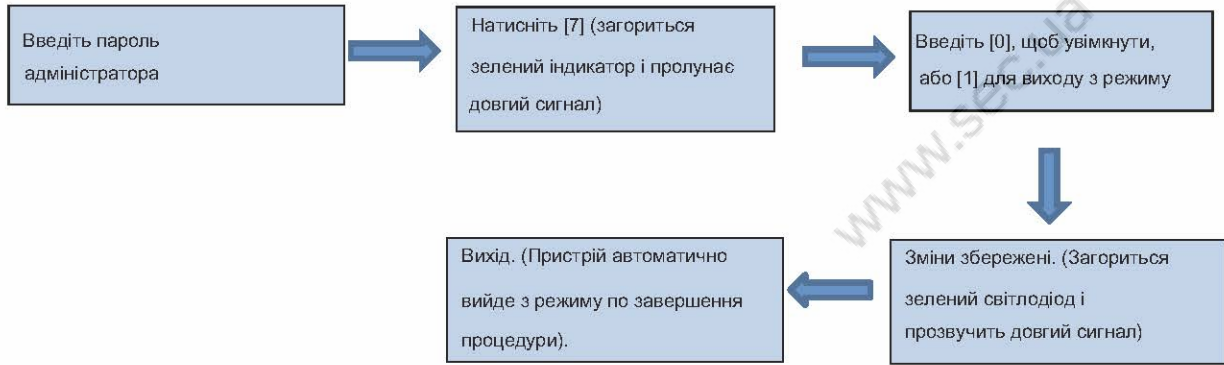 Введіть пароль
адміністратора
Натисніть [7] (загориться
зелений індикатор і пролунає
довгий сигнал)
Введіть [0], щоб увімкнути,
або [1] для виходу з режиму
Зміни збережені. (Загориться
зелений світлодіод і
прозвучить довгий сигнал)
Вихід. (Пристрій автоматично
вийде з режиму по завершення
процедури).
www.sec.ua